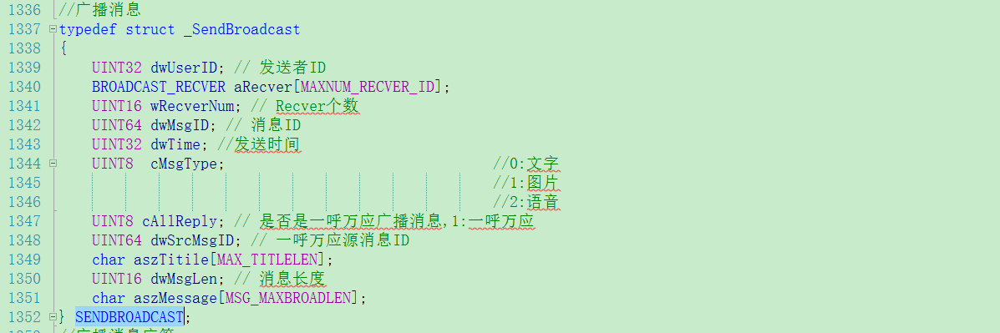 1336 //广播消息
1337 typedef struct _SendBroadcast
1338 {
1339 UINT32 dwUserID; // 发送者ID
1340 BROADCAST_RECVER aRecver[MAXNUM_RECVER_ID];
1341 UINT16 wRecverNum; // Recver个数
1342 UINT64 dwMsgID; // 消息ID
1343 UINT32 dwTime; //发送时间
1344 UINT8 cMsgType; //0:文字
1345 //1:图片
1346 //2:语音
1347 UINT8 cAllReply; // 是否是一呼万应广播消息,1:一呼万应
1348 UINT64 dwSrcMsgID; // 一呼万应源消息ID
1349 char aszTitile[MAX_TITLELEN];
1350 UINT16 dwMsgLen; // 消息长度
1351 char aszMessage[MSG_MAXBROADLEN];
1352 } SENDBROADCAST;